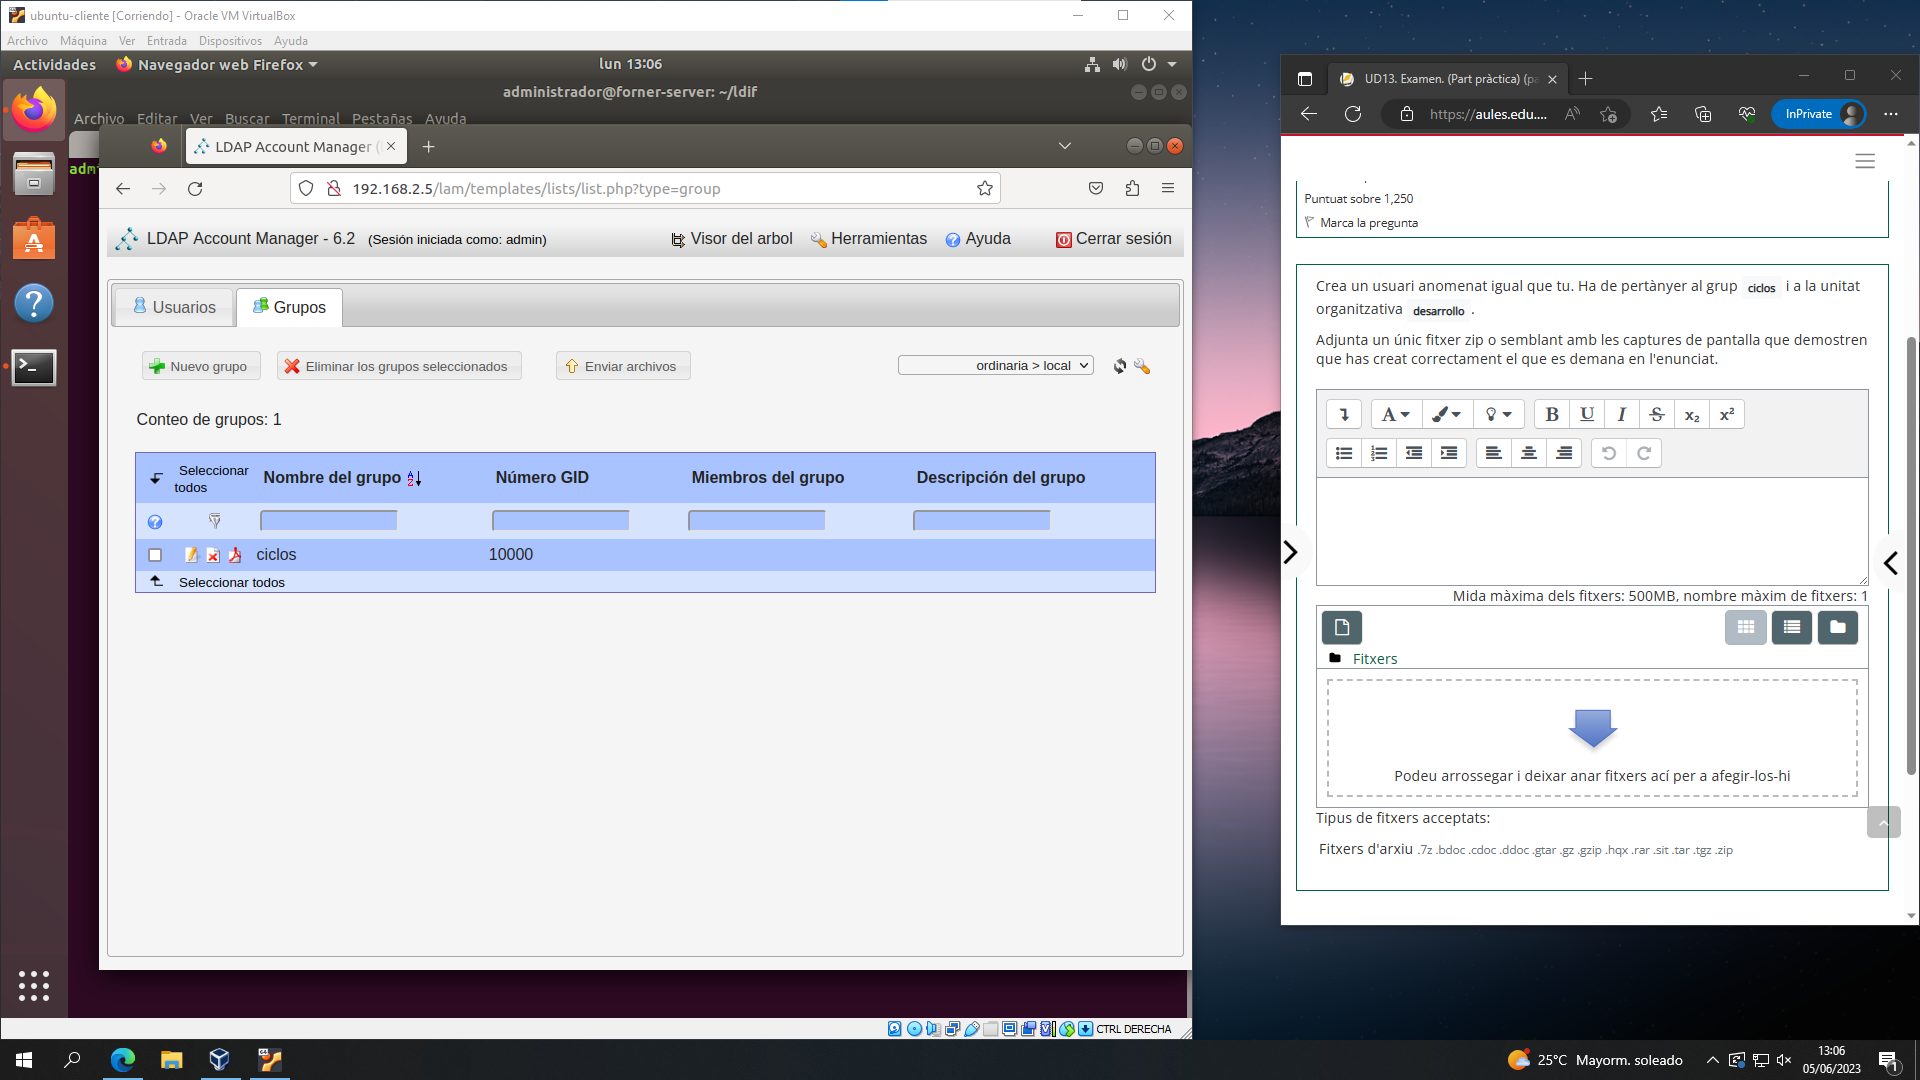 ubuntu-cliente [Corriendo] - Oracle VM VirtualBox
Archivo Máquina Ver Entrada Dispositivos Ayuda
Actividades Navegador web Firefox lun 13:06
administrador@forner-server: ~/ldif
Archivo Editar Ver Buscar Terminal Pestañas Ayuda
LDAP Account Manager (
192.168.2.5/lam/templates/lists/list.php?type=group
LDAP Account Manager - 6.2 (Sesión iniciada como: admin) Visor del arbol Herramientas Ayuda Cerrar sesión
Usuarios Grupos
Nuevo grupo Eliminar los grupos seleccionados Enviar archivos ordinaria > local
Conteo de grupos: 1
Seleccionar todos Nombre del grupo Número GID Miembros del grupo Descripción del grupo
ciclos 10000
Seleccionar todos
CTRL DERECHA
UD13. Examen. (Part pràctica) (pa
https://aules.edu.... InPrivate
Puntuat sobre 1,250
Marca la pregunta
Crea un usuari anomenat igual que tu. Ha de pertànyer al grup ciclos i a la unitat
organitzativa desarrollo .
Adjunta un únic fitxer zip o semblant amb les captures de pantalla que demostren
que has creat correctament el que es demana en l'enunciat.
A B U I S x₂ x²
Mida màxima dels fitxers: 500MB, nombre màxim de fitxers: 1
Fitxers
Podeu arrossegar i deixar anar fitxers ací per a afegir-los-hi
Tipus de fitxers acceptats:
Fitxers d'arxiu .7z .bdoc .cdoc .ddoc .gtar .gz .gzip .hqx .rar .sit .tar .tgz .zip
25°C Mayorm. soleado
13:06
05/06/2023
1